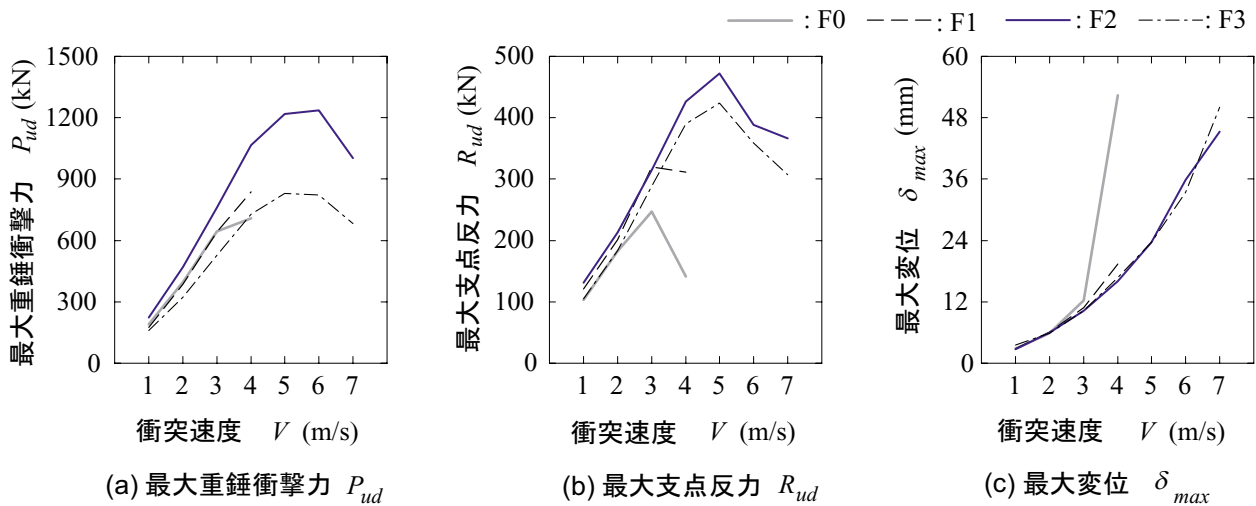 : F0 : F1 : F2 : F3
最大重錘衝撃力 P_ud (kN)
1500
1200
900
600
300
0
1 2 3 4 5 6 7
衝突速度 V (m/s)
(a) 最大重錘衝撃力 P_ud
最大支点反力 R_ud (kN)
500
400
300
200
100
0
1 2 3 4 5 6 7
衝突速度 V (m/s)
(b) 最大支点反力 R_ud
最大変位 δ_max (mm)
60
48
36
24
12
0
1 2 3 4 5 6 7
衝突速度 V (m/s)
(c) 最大変位 δ_max